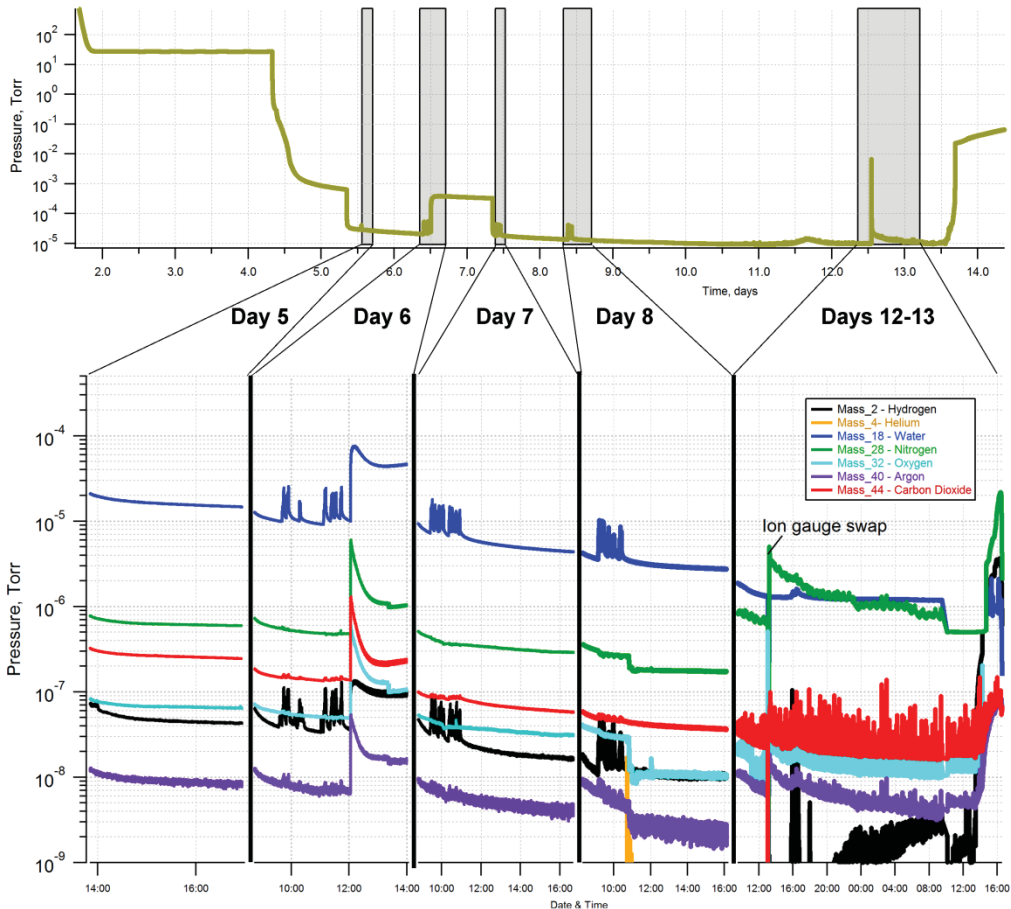 Pressure, Torr
10²
10¹
10⁰
10⁻¹
10⁻²
10⁻³
10⁻⁴
10⁻⁵
2.0 3.0 4.0 5.0 6.0 7.0 8.0 9.0 10.0 11.0 12.0 13.0 14.0
Time, days
Day 5 Day 6 Day 7 Day 8 Days 12-13
Pressure, Torr
10⁻⁴
10⁻⁵
10⁻⁶
10⁻⁷
10⁻⁸
10⁻⁹
Mass_2 - Hydrogen
Mass_4- Helium
Mass_18 - Water
Mass_28 - Nitrogen
Mass_32 - Oxygen
Mass_40 - Argon
Mass_44 - Carbon Dioxide
Ion gauge swap
14:00 16:00 10:00 12:00 14:00 10:00 12:00 14:00 16:00 10:00 12:00 14:00 16:00 12:00 16:00 20:00 00:00 04:00 08:00 12:00 16:00
Date & Time